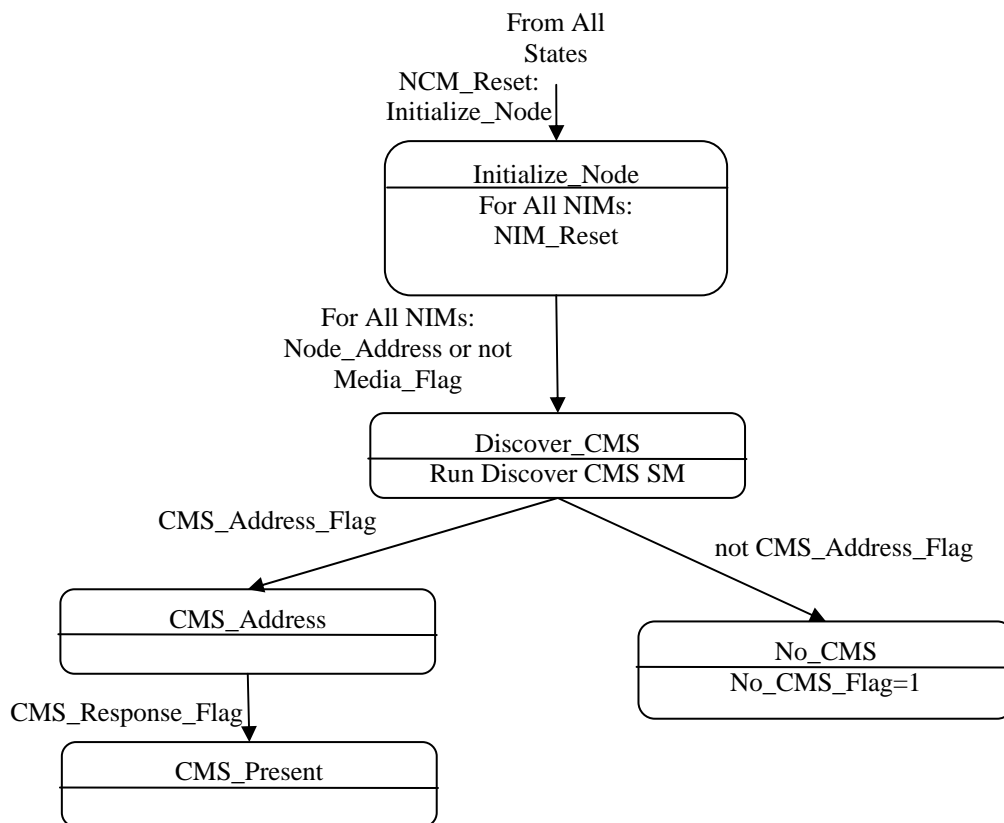 From All
States
NCM_Reset:
Initialize_Node
Initialize_Node
For All NIMs:
NIM_Reset
For All NIMs:
Node_Address or not
Media_Flag
Discover_CMS
Run Discover CMS SM
CMS_Address_Flag
not CMS_Address_Flag
CMS_Address
No_CMS
No_CMS_Flag=1
CMS_Response_Flag
CMS_Present